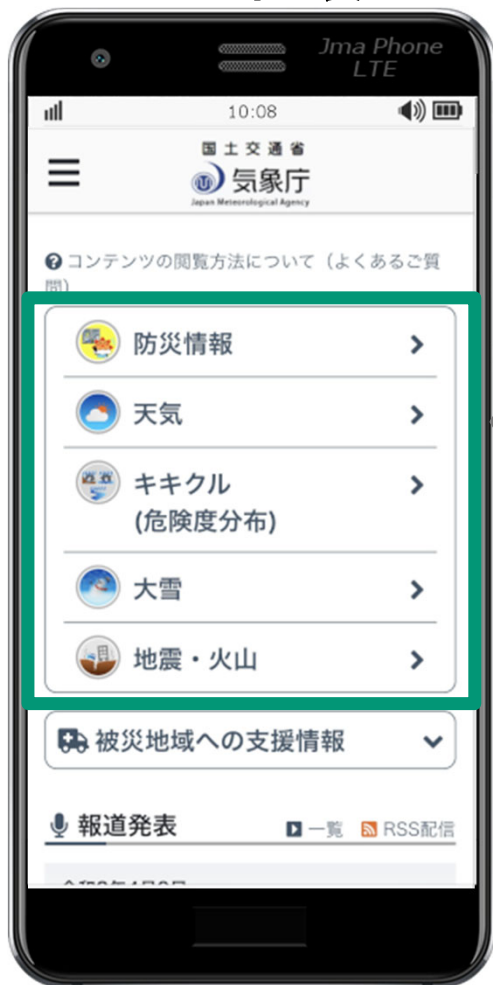 Jma Phone
LTE
10:08
国土交通省
気象庁
Japan Meteorological Agency
コンテンツの閲覧方法について（よくあるご質
問）
防災情報
天気
キキクル
(危険度分布)
大雪
地震・火山
被災地域への支援情報
報道発表
一覧
RSS配信